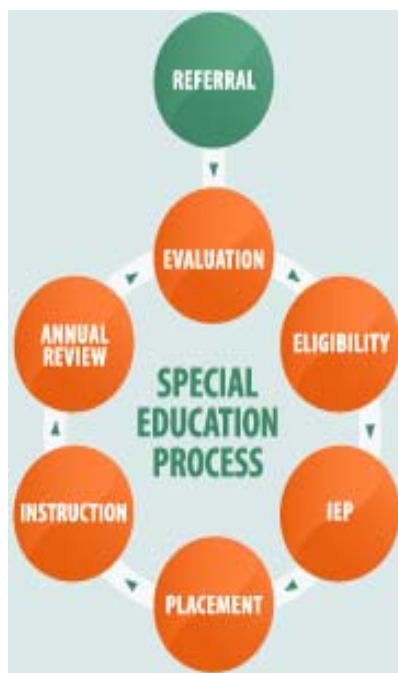 REFERRAL
EVALUATION
ELIGIBILITY
IEP
PLACEMENT
INSTRUCTION
ANNUAL
REVIEW
SPECIAL
EDUCATION
PROCESS